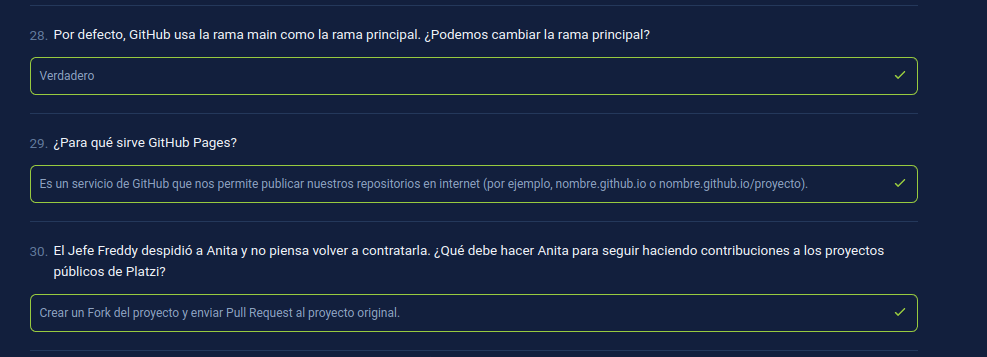 28. Por defecto, GitHub usa la rama main como la rama principal. ¿Podemos cambiar la rama principal?
Verdadero
29. ¿Para qué sirve GitHub Pages?
Es un servicio de GitHub que nos permite publicar nuestros repositorios en internet (por ejemplo, nombre.github.io o nombre.github.io/proyecto).
30. El Jefe Freddy despidió a Anita y no piensa volver a contratarla. ¿Qué debe hacer Anita para seguir haciendo contribuciones a los proyectos
públicos de Platzi?
Crear un Fork del proyecto y enviar Pull Request al proyecto original.